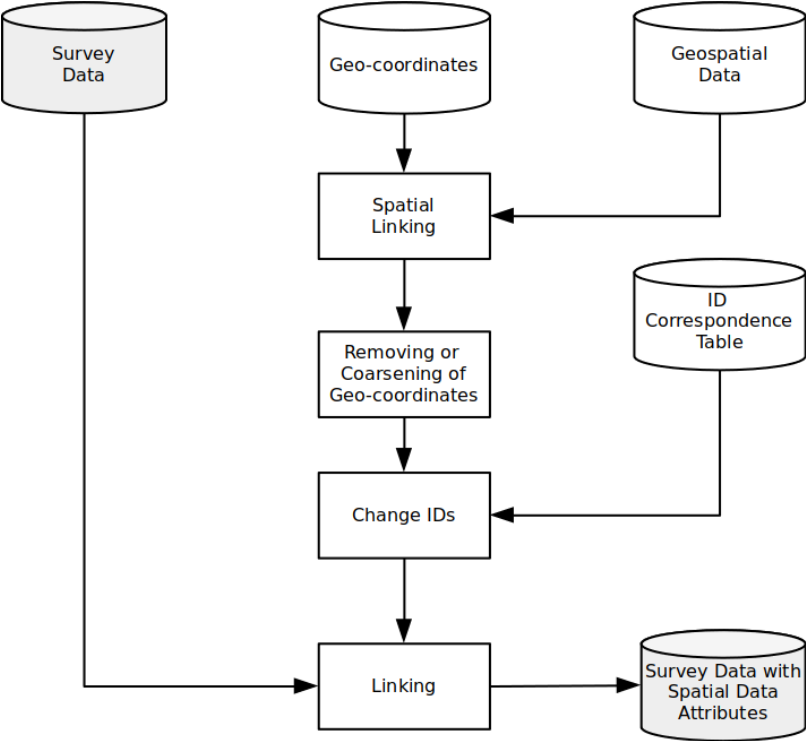 Survey
Data
Geo-coordinates
Geospatial
Data
Spatial
Linking
ID
Correspondence
Table
Removing or
Coarsening of
Geo-coordinates
Change IDs
Linking
Survey Data with
Spatial Data
Attributes